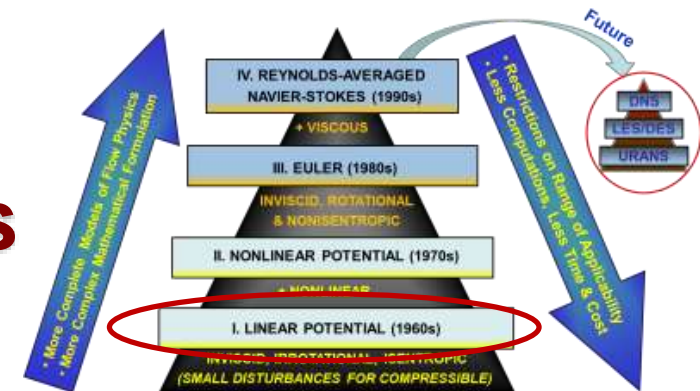 • More Complete Models of Flow Physics
• More Complex Mathematical Formulation
s
IV. REYNOLDS-AVERAGED
NAVIER-STOKES (1990s)
+ VISCOUS
III. EULER (1980s)
INVISCID, ROTATIONAL
& NONISENTROPIC
II. NONLINEAR POTENTIAL (1970s)
+ NONLINEAR
I. LINEAR POTENTIAL (1960s)
INVISCID, IRROTATIONAL, ISENTROPIC
(SMALL DISTURBANCES FOR COMPRESSIBLE)
• Restrictions on Range of Applicability
• Less Computations, Less Time & Cost
Future
DNS
LES/DES
URANS